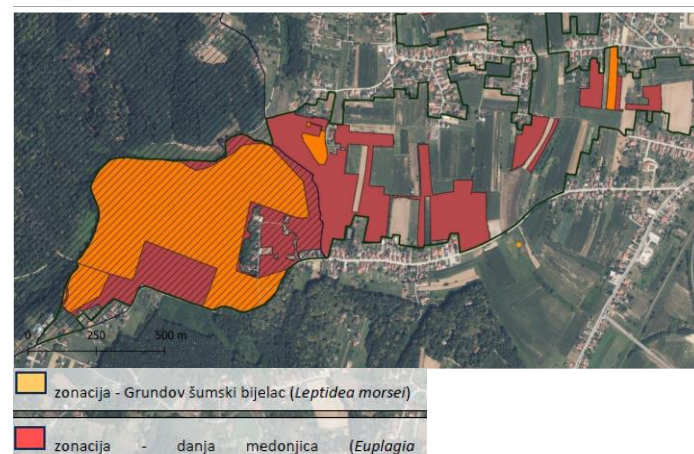 0 250 500 m
zonacija - Grundov šumski bijelac (Leptidea morsei)
zonacija - danja medonjica (Euplagia